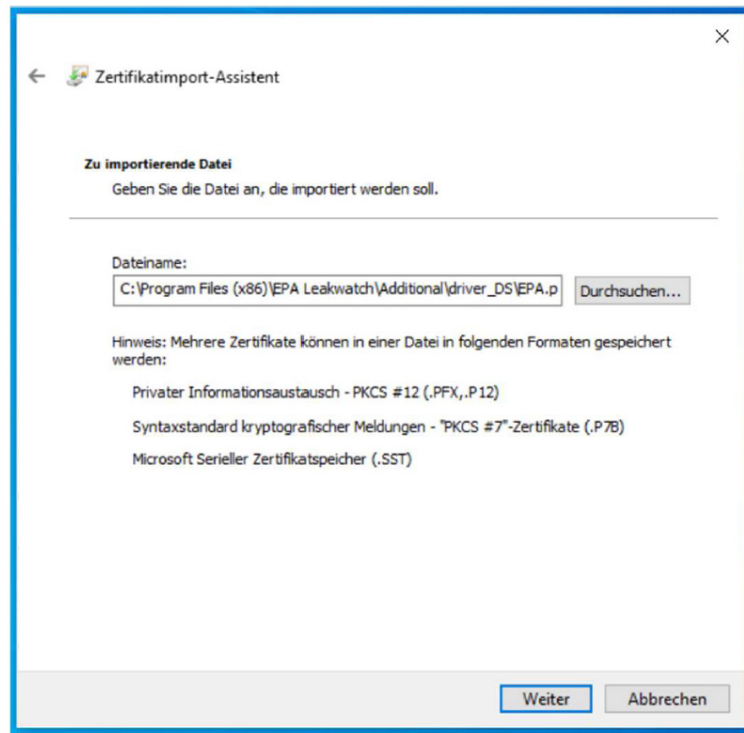 Zertifikatimport-Assistent
Zu importierende Datei
Geben Sie die Datei an, die importiert werden soll.
Dateiname:
C:\Program Files (x86)\EPA Leakwatch\Additional\driver_DS\EPA.p
Durchsuchen...
Hinweis: Mehrere Zertifikate können in einer Datei in folgenden Formaten gespeichert
werden:
Privater Informationsaustausch - PKCS #12 (.PFX,.P12)
Syntaxstandard kryptografischer Meldungen - "PKCS #7"-Zertifikate (.P7B)
Microsoft Serieller Zertifikatspeicher (.SST)
Weiter
Abbrechen